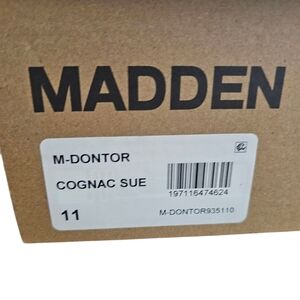 MADDEN
M-DONTOR
COGNAC SUE
197116474624
11
M-DONTOR935110